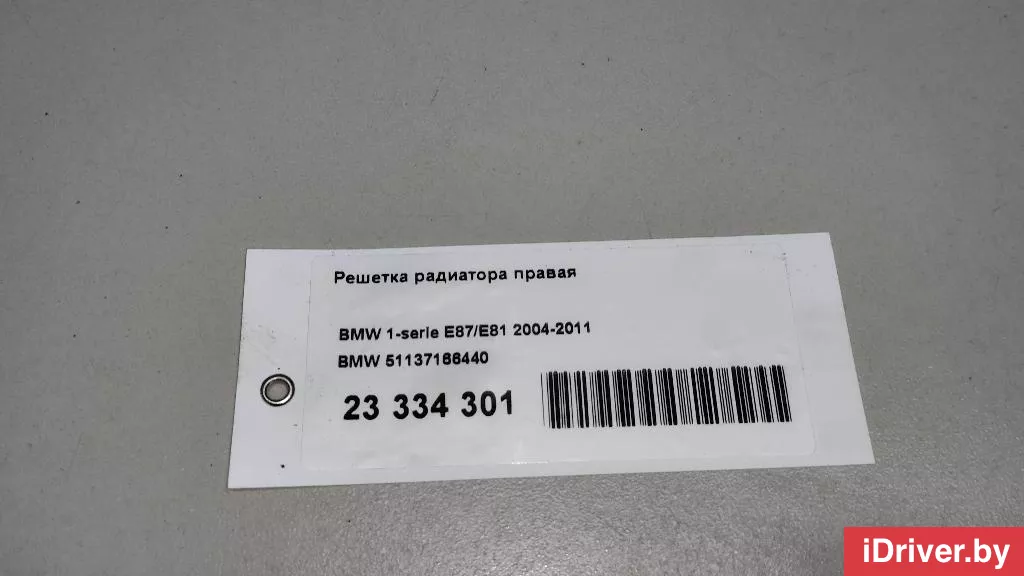 Решетка радиатора правая
BMW 1-serie E87/E81 2004-2011
BMW 51137166440
23 334 301
iDriver.by